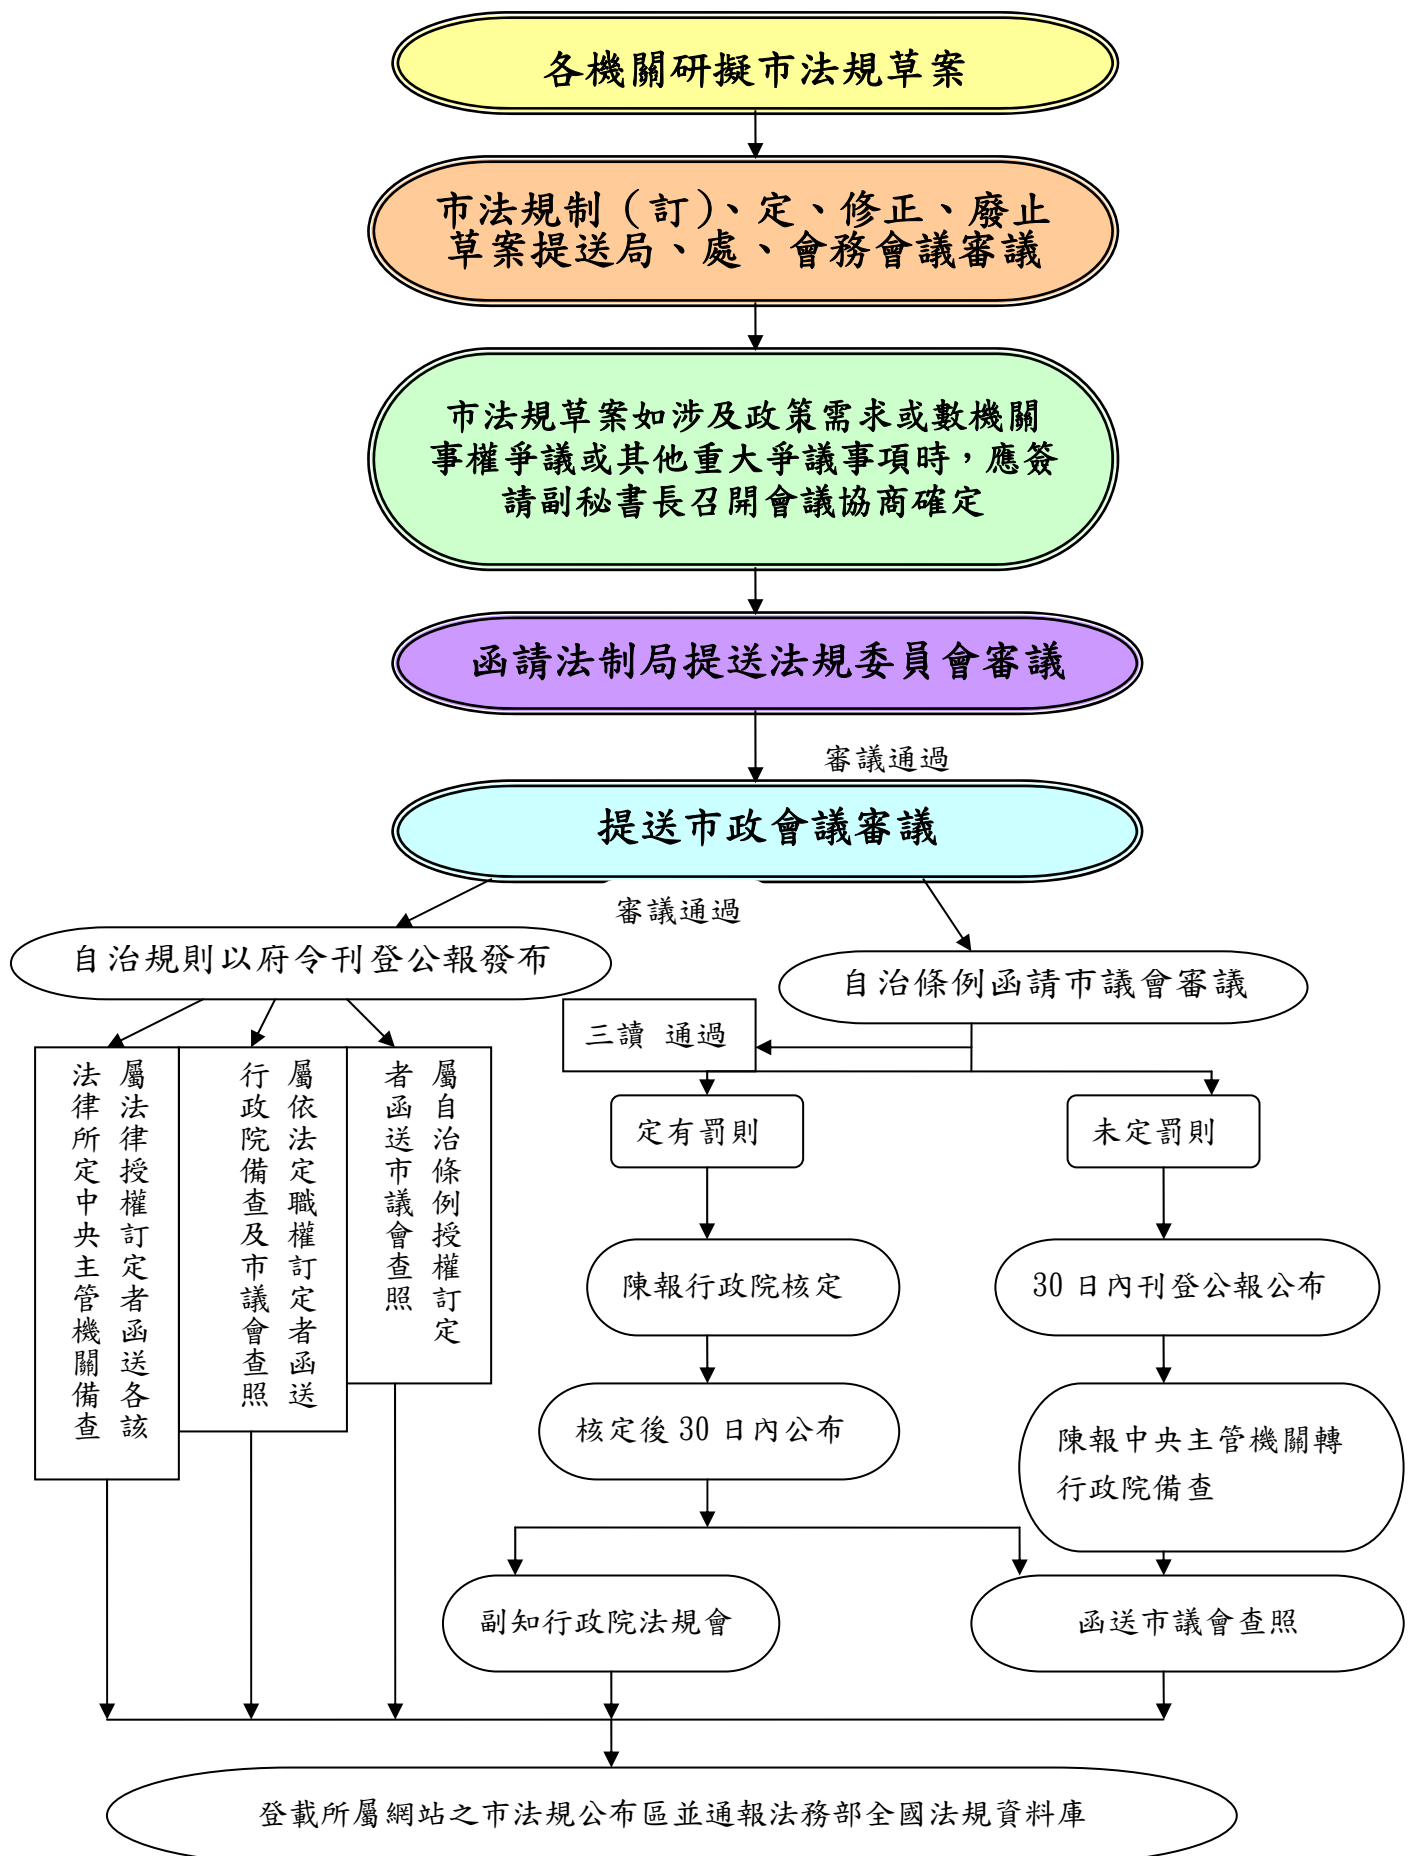 各機關研擬市法規草案
市法規制（訂）、定、修正、廢止
草案提送局、處、會務會議審議
市法規草案如涉及政策需求或數機關
事權爭議或其他重大爭議事項時，應簽
請副秘書長召開會議協商確定
函請法制局提送法規委員會審議
審議通過
提送市政會議審議
審議通過
自治規則以府令刊登公報發布
自治條例函請市議會審議
三讀 通過
屬法律授權訂定者函送各該
法律所定中央主管機關備查
屬依法定職權訂定者函送
行政院備查及市議會查照
屬自治條例授權訂定
者函送市議會查照
定有罰則
未定罰則
陳報行政院核定
30 日內刊登公報公布
核定後 30 日內公布
陳報中央主管機關轉
行政院備查
副知行政院法規會
函送市議會查照
登載所屬網站之市法規公布區並通報法務部全國法規資料庫